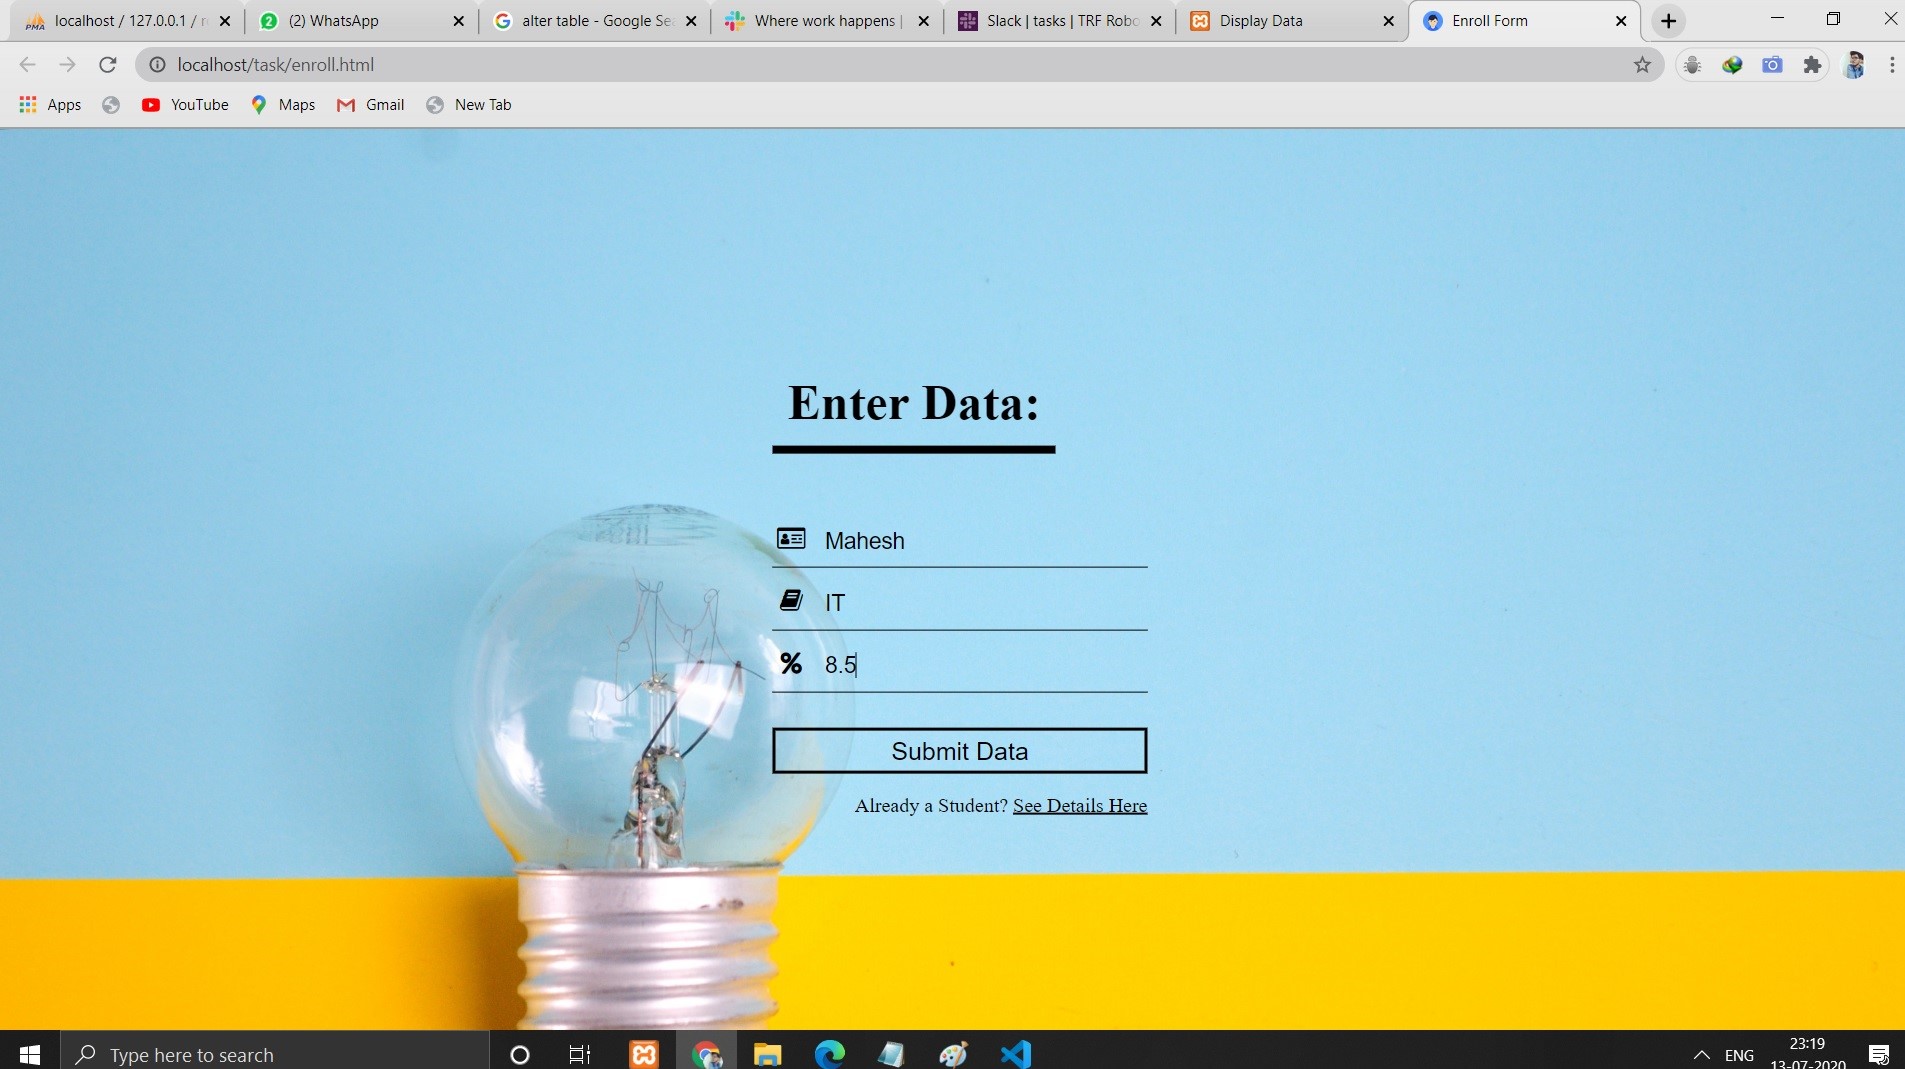 localhost / 127.0.0.1 /
(2) WhatsApp
alter table - Google Se
Where work happens |
Slack | tasks | TRF Robo
Display Data
Enroll Form
localhost/task/enroll.html
Apps
YouTube
Maps
Gmail
New Tab
Enter Data:
Mahesh
IT
% 8.5
Submit Data
Already a Student? See Details Here
Type here to search
ENG
23:19
13-07-2020